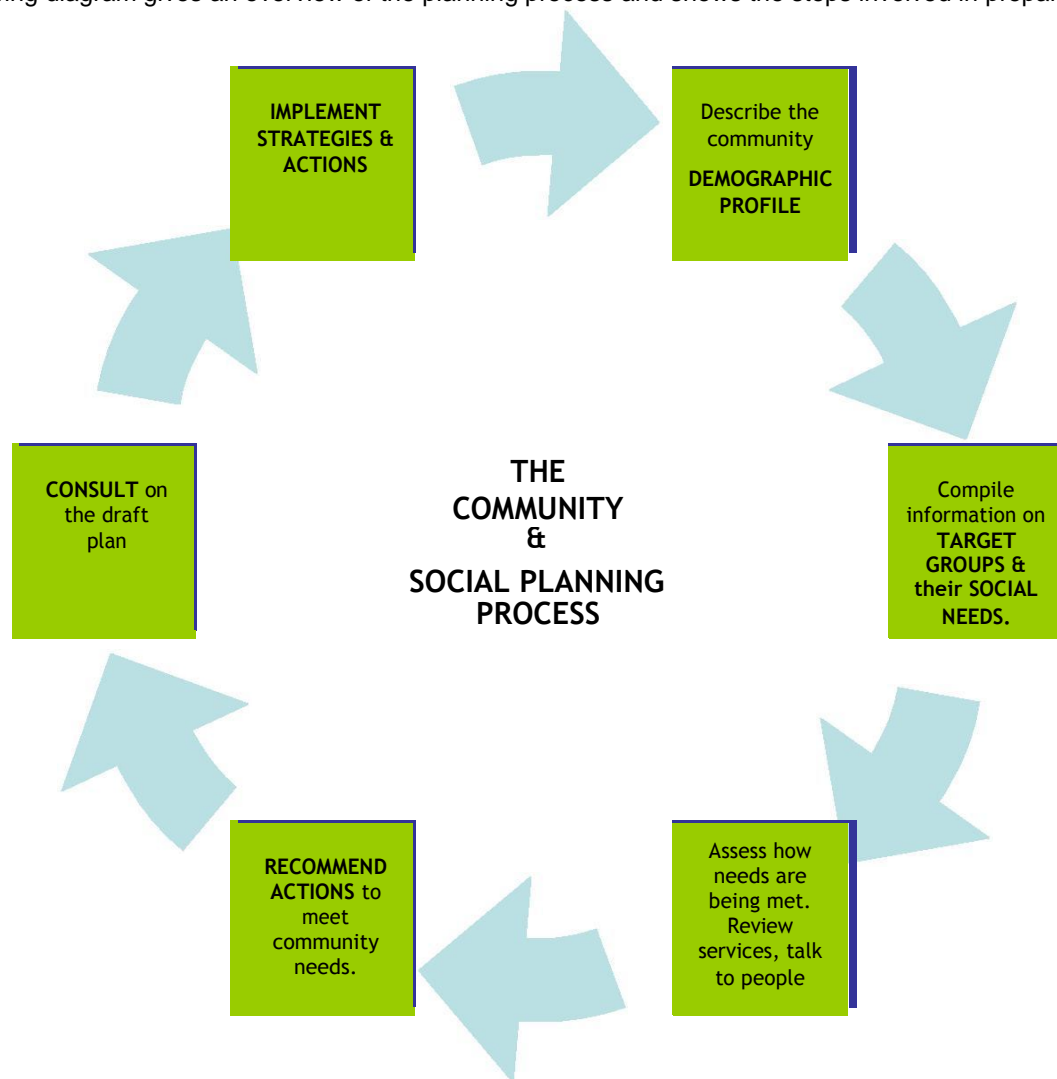 ing diagram gives an overview of the planning process and shows the steps involved in prepar
IMPLEMENT
STRATEGIES &
ACTIONS
Describe the
community
DEMOGRAPHIC
PROFILE
CONSULT on
the draft
plan
THE
COMMUNITY
&
SOCIAL PLANNING
PROCESS
Compile
information on
TARGET
GROUPS &
their SOCIAL
NEEDS.
RECOMMEND
ACTIONS to
meet
community
needs.
Assess how
needs are
being met.
Review
services, talk
to people